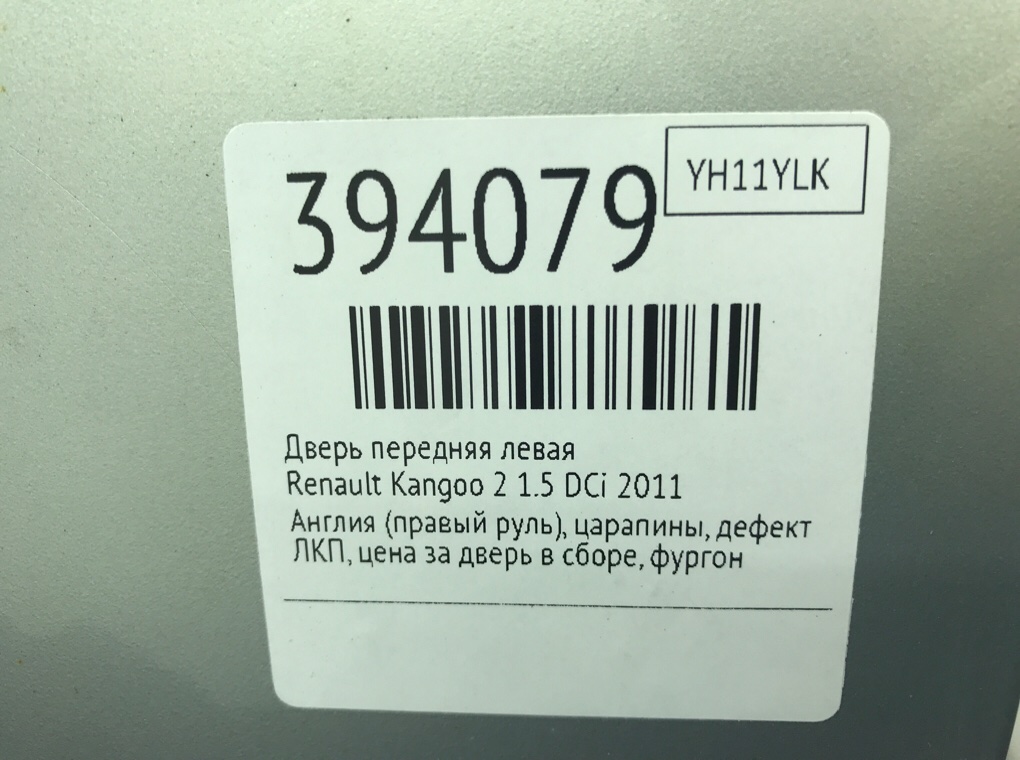 394079
YH11YLK
Дверь передняя левая
Renault Kangoo 2 1.5 DCi 2011
Англия (правый руль), царапины, дефект
ЛКП, цена за дверь в сборе, фургон